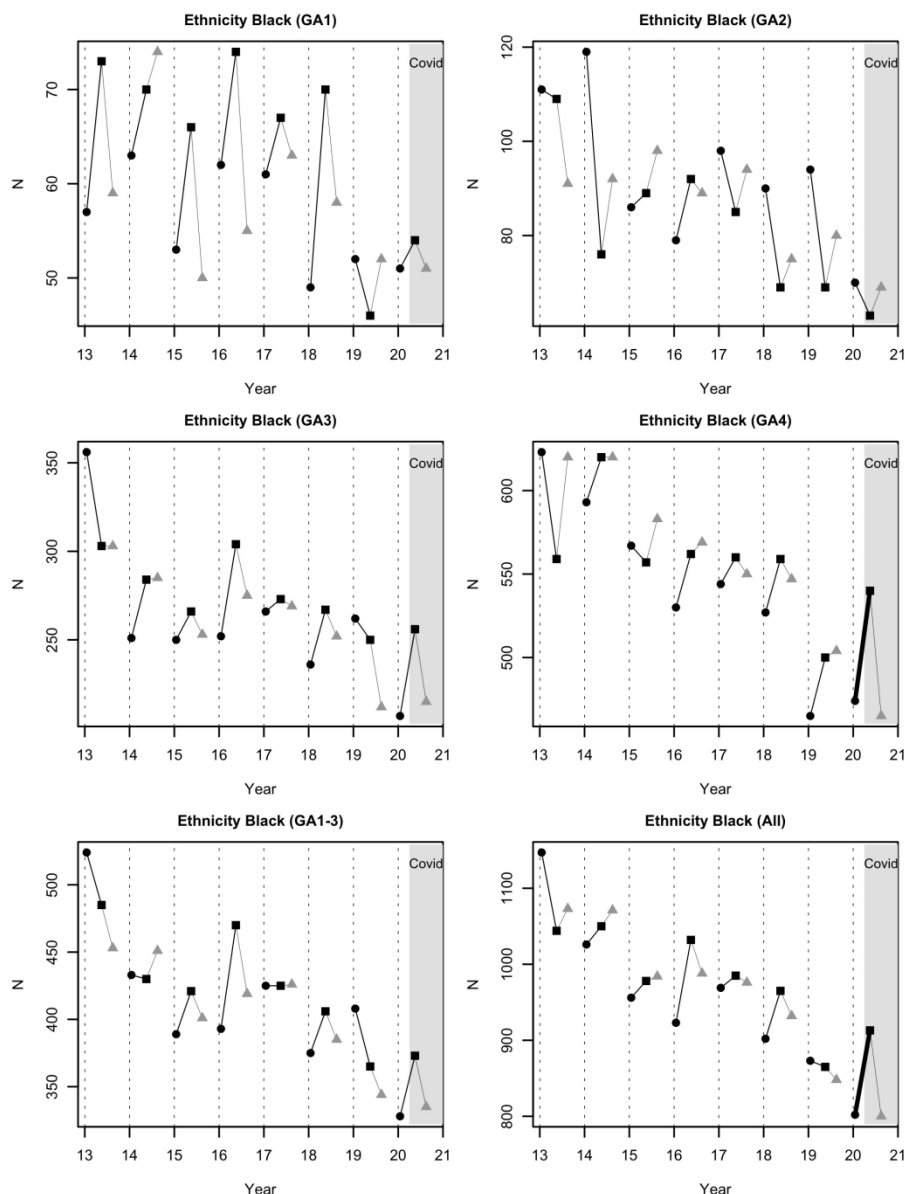 Ethnicity Black (GA1)
N
70
60
50
Covid
13 14 15 16 17 18 19 20 21
Year
Ethnicity Black (GA2)
N
120
100
80
Covid
13 14 15 16 17 18 19 20 21
Year
Ethnicity Black (GA3)
N
350
300
250
Covid
13 14 15 16 17 18 19 20 21
Year
Ethnicity Black (GA4)
N
600
550
500
Covid
13 14 15 16 17 18 19 20 21
Year
Ethnicity Black (GA1-3)
N
500
450
400
350
Covid
13 14 15 16 17 18 19 20 21
Year
Ethnicity Black (All)
N
1100
1000
900
800
Covid
13 14 15 16 17 18 19 20 21
Year